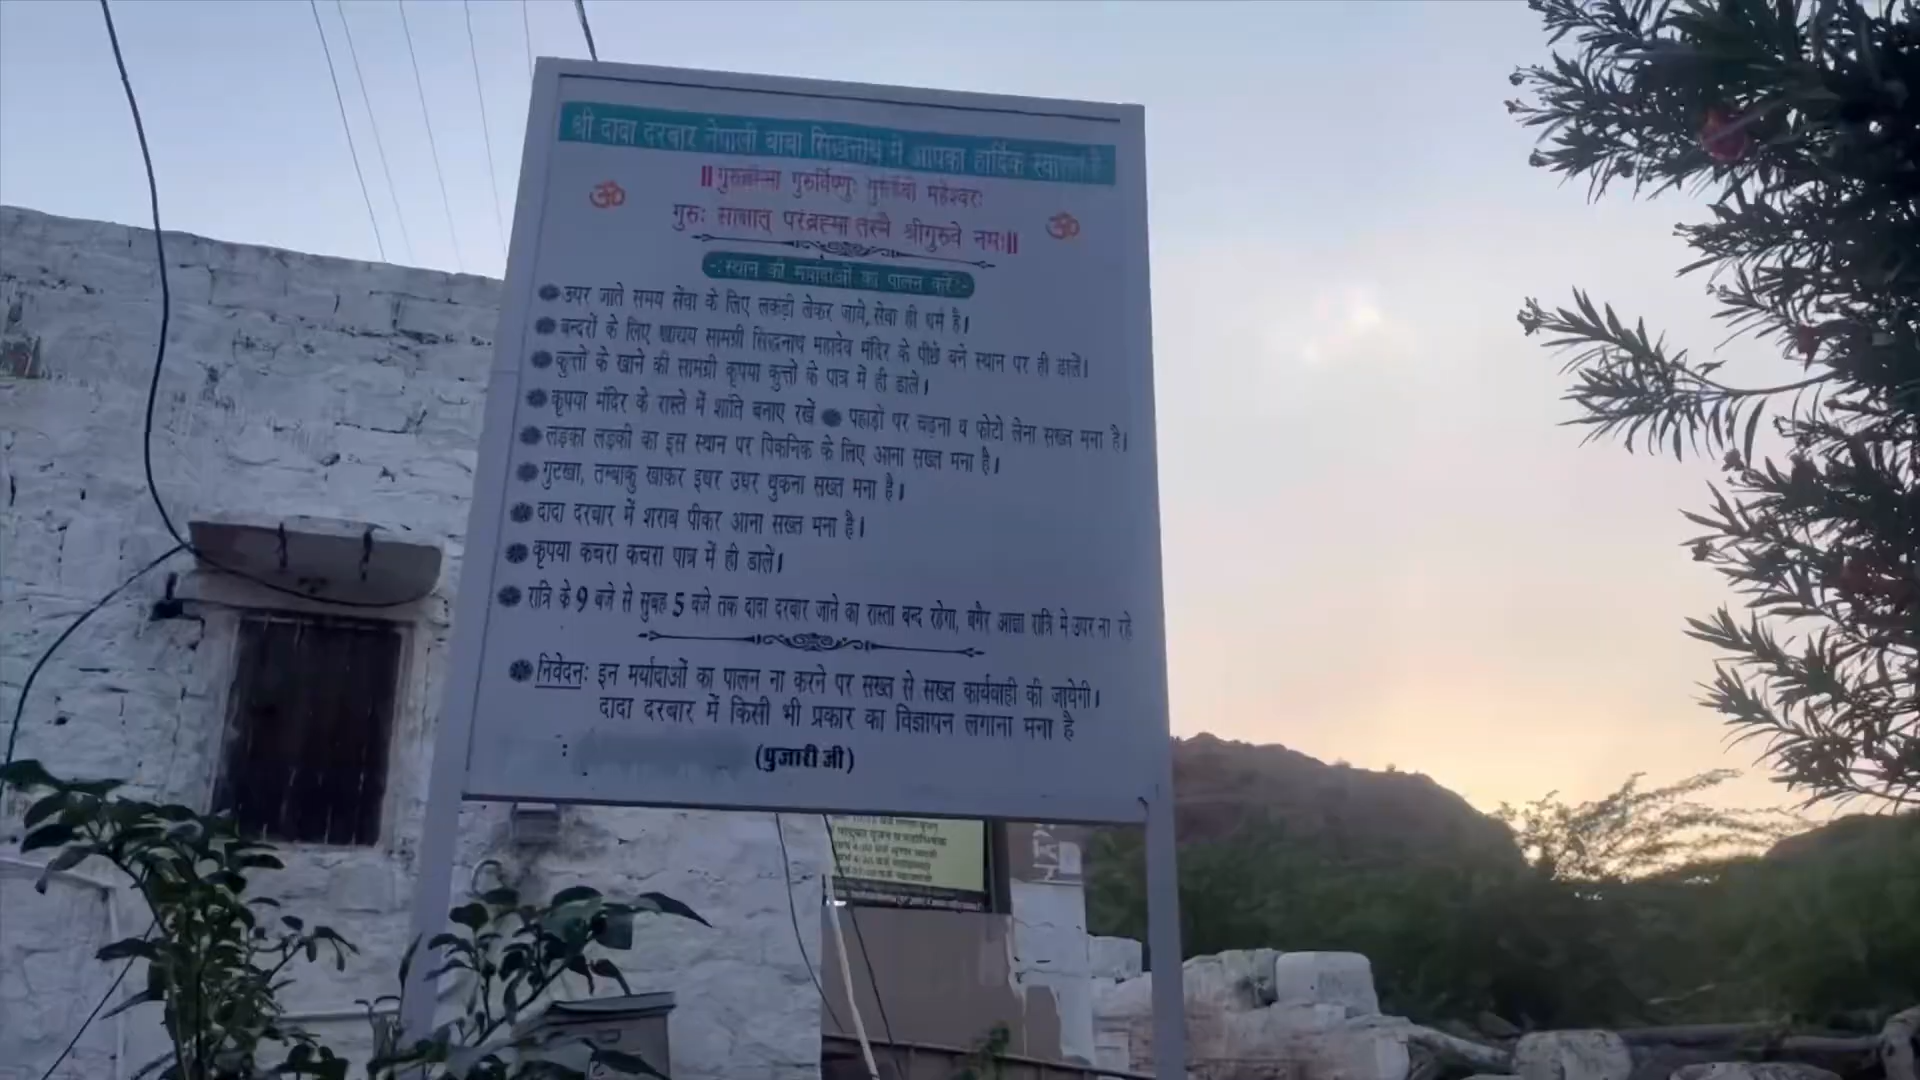 श्री दादा दरबार नेपाली बाबा सिद्धनाथ में आपका हार्दिक स्वागत है
ॐ
ॐ
॥गुरुर्ब्रह्मा गुरुर्विष्णुः गुरुर्देवो महेश्वरः
गुरुः साक्षात् परंब्रह्मा तस्मै श्रीगुरुवे नमः॥
-:स्थान की मर्यादाओं का पालन करें:-
उपर जाते समय सेवा के लिए लकड़ी लेकर जाये, सेवा ही धर्म है।
बन्दरों के लिए खाद्यय सामग्री सिद्धनाथ महादेव मंदिर के पीछे बने स्थान पर ही डालें।
कुत्तो के खाने की सामग्री कृपया कुत्तो के पात्र में ही डाले।
कृपया मंदिर के रास्ते में शांति बनाए रखें पहाड़ो पर चढ़ना व फोटो लेना सख्त मना है।
लड़का लड़की का इस स्थान पर पिकनिक के लिए आना सख्त मना है।
गुटखा, तम्बाकु खाकर इधर उधर थुकना सख्त मना है।
दादा दरबार में शराब पीकर आना सख्त मना है।
कृपया कचरा कचरा पात्र में ही डालें।
रात्रि के 9 बजे से सुबह 5 बजे तक दादा दरबार जाने का रास्ता बन्द रहेगा, बगैर आज्ञा रात्रि मे उपर ना रहे
निवेदनः इन मर्यादाओं का पालन ना करने पर सख्त से सख्त कार्यवाही की जायेगी।
दादा दरबार में किसी भी प्रकार का विज्ञापन लगाना मना है
: (पुजारी जी)